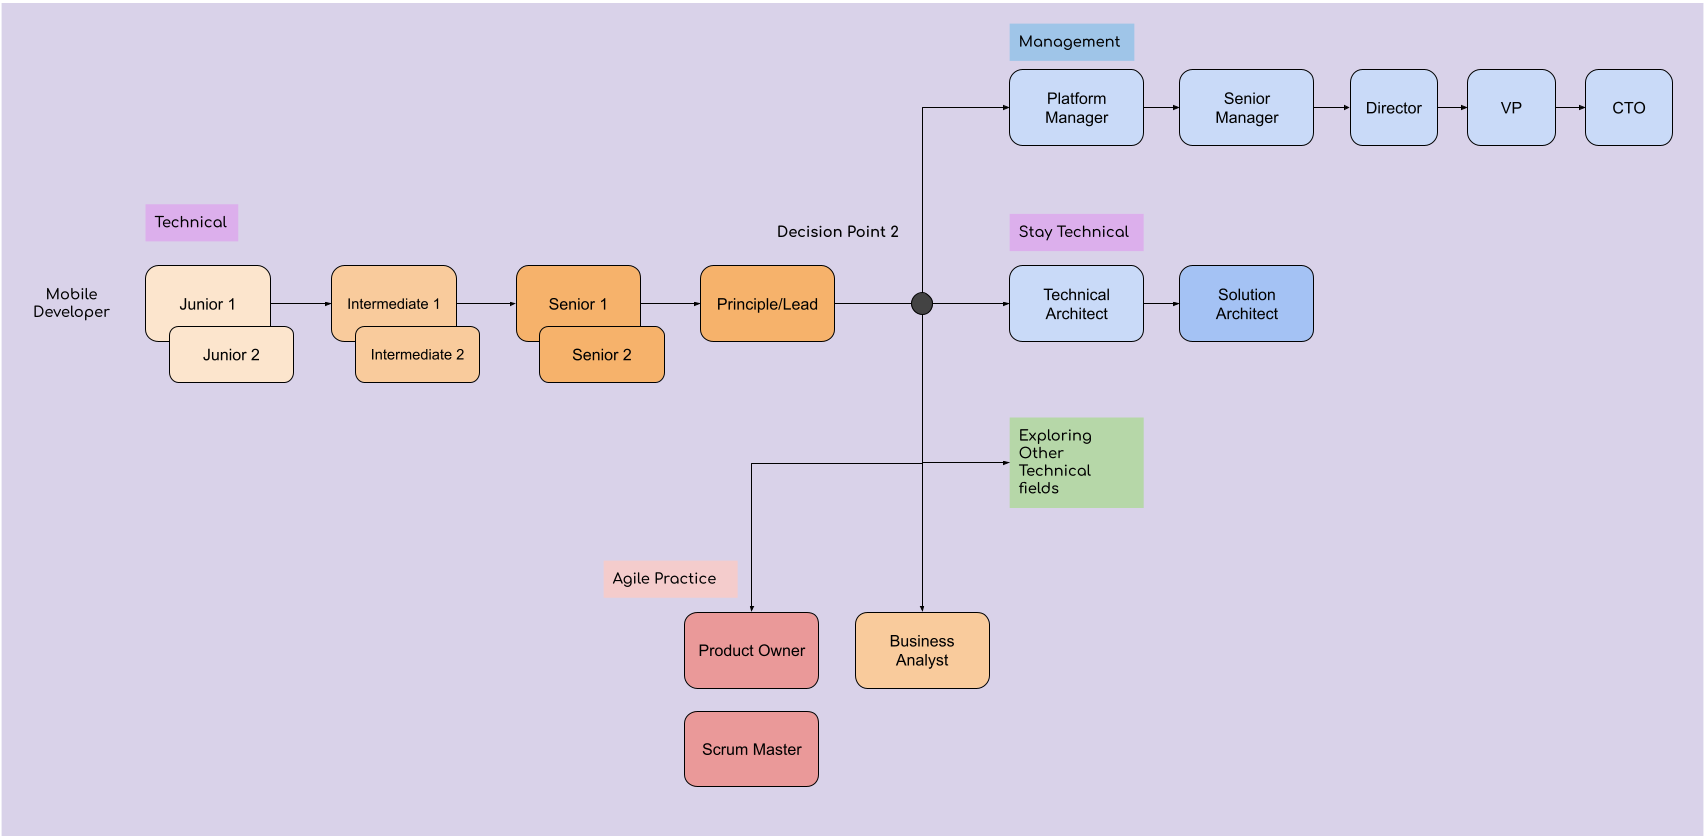 Management
Platform
Manager
Senior
Manager
Director
VP
CTO
Technical
Decision Point 2
Stay Technical
Mobile
Developer
Junior 1
Junior 2
Intermediate 1
Intermediate 2
Senior 1
Senior 2
Principle/Lead
Technical
Architect
Solution
Architect
Exploring
Other
Technical
fields
Agile Practice
Product Owner
Business
Analyst
Scrum Master